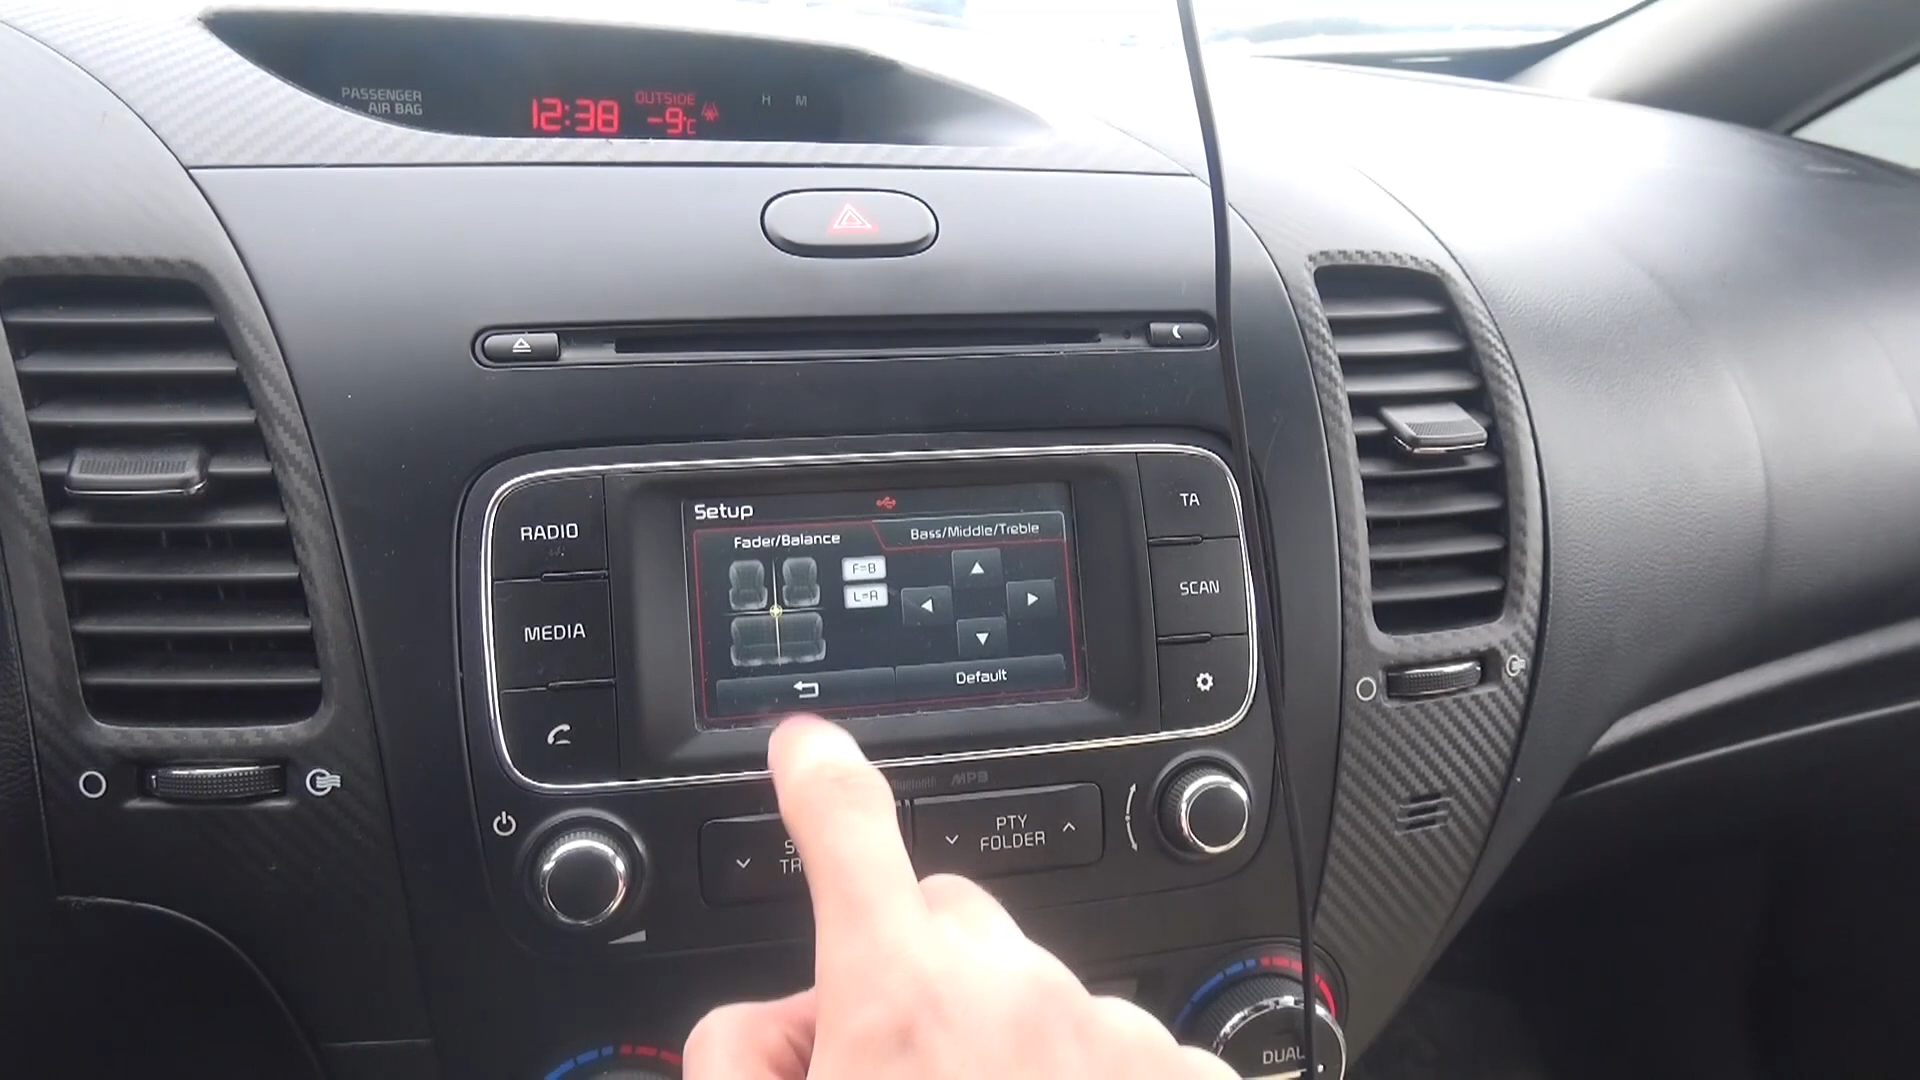 PASSENGER
AIR BAG
12:38
OUTSIDE
-9°C
H M
RADIO
MEDIA
Setup
Fader/Balance
Bass/Middle/Treble
F=B
L=R
Default
TA
SCAN
MP3
PTY
FOLDER
DUAL